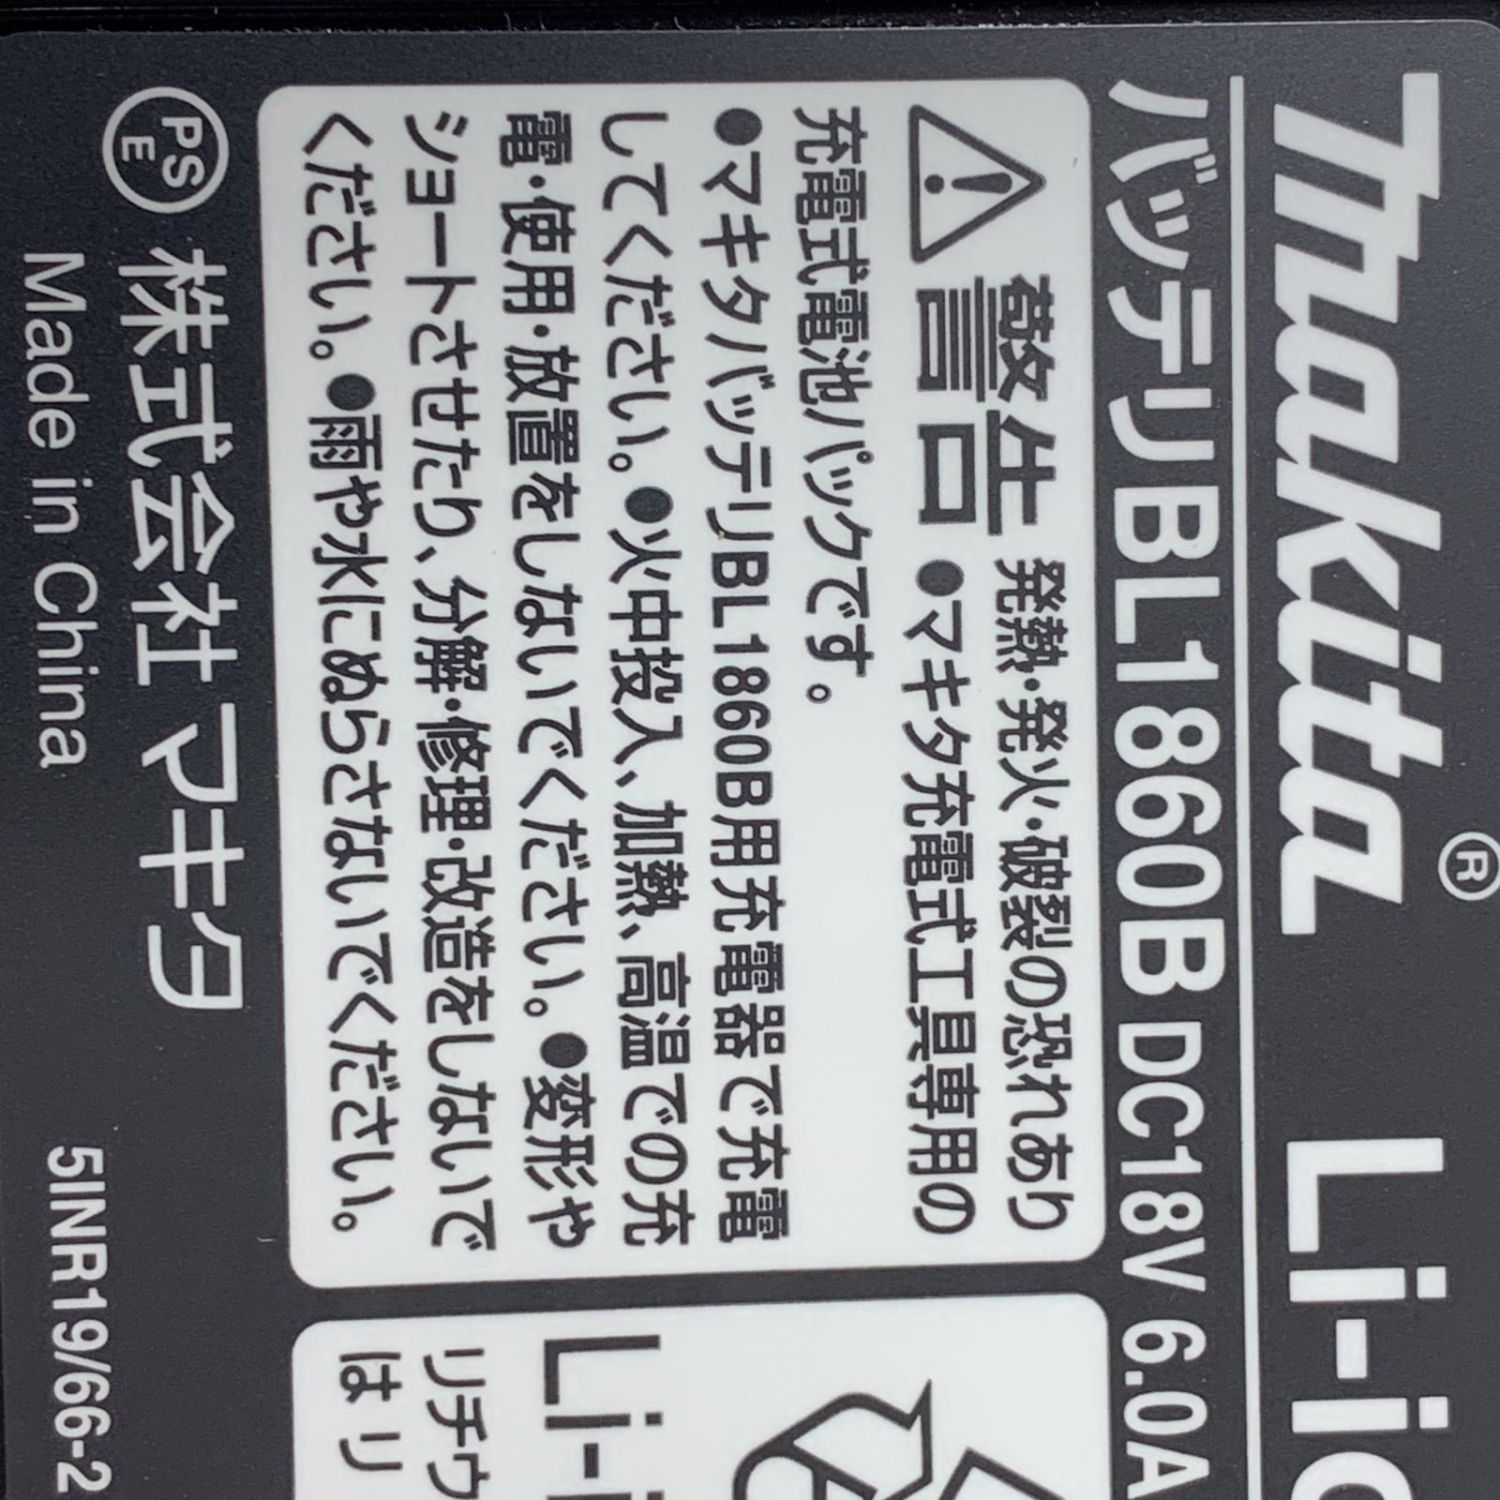 makita®
Li-io
バッテリBL1860B DC18V 6.0A
警告 発熱・発火・破裂の恐れあり
●マキタ充電式工具専用の
充電式電池パックです。
●マキタバッテリBL1860B用充電器で充電
してください。●火中投入、加熱、高温での充
電・使用・放置をしないでください。●変形や
ショートさせたり、分解・修理・改造をしないで
ください。●雨や水にぬらさないでください。
Li-i
リチウ
は リ
PS
E
株式会社 マキタ
Made in China
5INR19/66-2